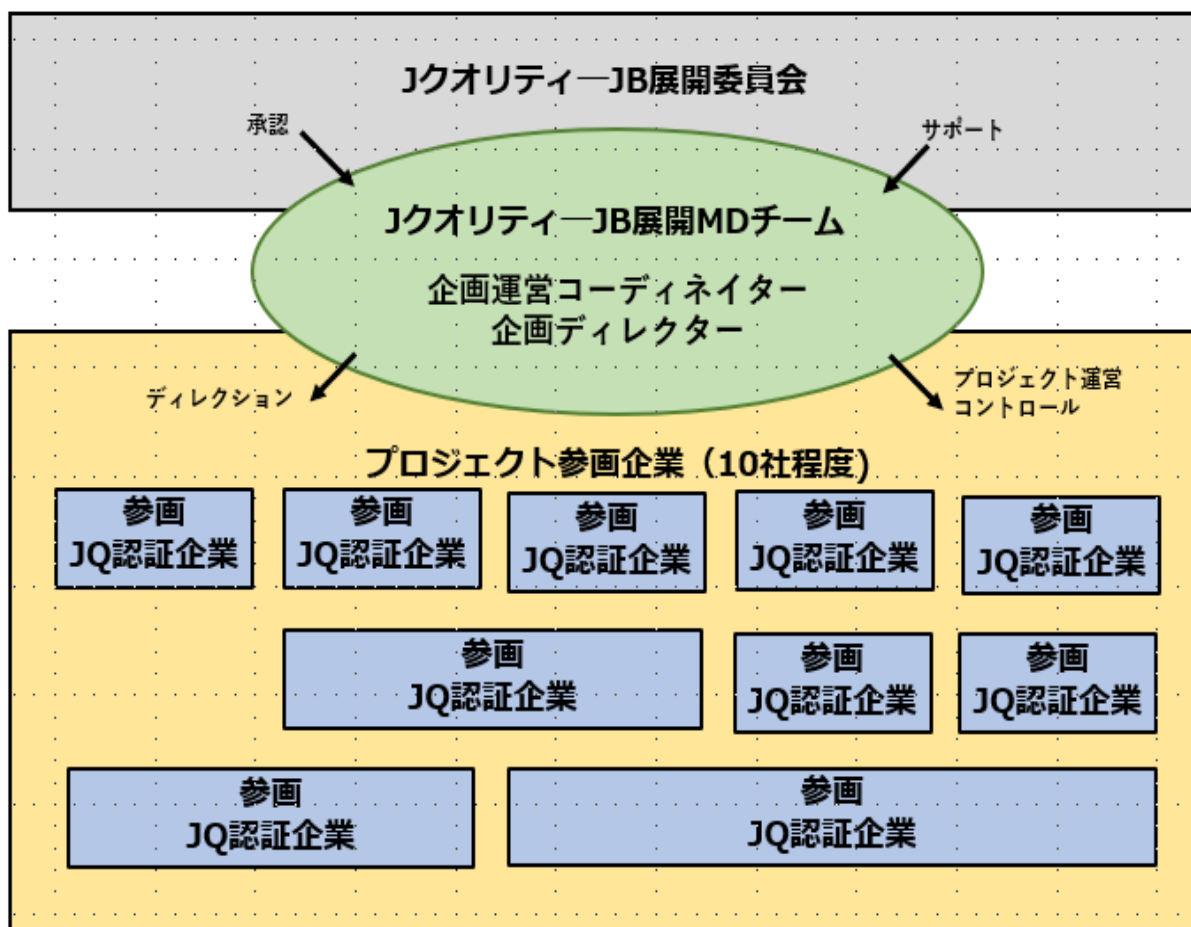 Jクオリティ―JB展開委員会
承認
サポート
Jクオリティ―JB展開MDチーム
企画運営コーディネイター
企画ディレクター
ディレクション
プロジェクト運営
コントロール
プロジェクト参画企業（10社程度)
参画
JQ認証企業
参画
JQ認証企業
参画
JQ認証企業
参画
JQ認証企業
参画
JQ認証企業
参画
JQ認証企業
参画
JQ認証企業
参画
JQ認証企業
参画
JQ認証企業
参画
JQ認証企業